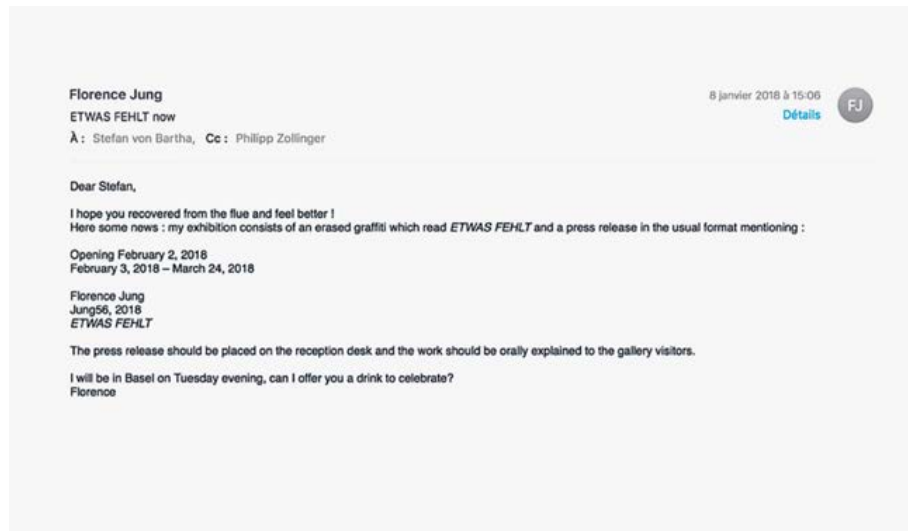 Florence Jung
8 janvier 2018 à 15:06
FJ
ETWAS FEHLT now
Détails
À : Stefan von Bartha, Cc : Philipp Zollinger
Dear Stefan,
I hope you recovered from the flue and feel better !
Here some news : my exhibition consists of an erased graffiti which read ETWAS FEHLT and a press release in the usual format mentioning :
Opening February 2, 2018
February 3, 2018 – March 24, 2018
Florence Jung
Jung56, 2018
ETWAS FEHLT
The press release should be placed on the reception desk and the work should be orally explained to the gallery visitors.
I will be in Basel on Tuesday evening, can I offer you a drink to celebrate?
Florence